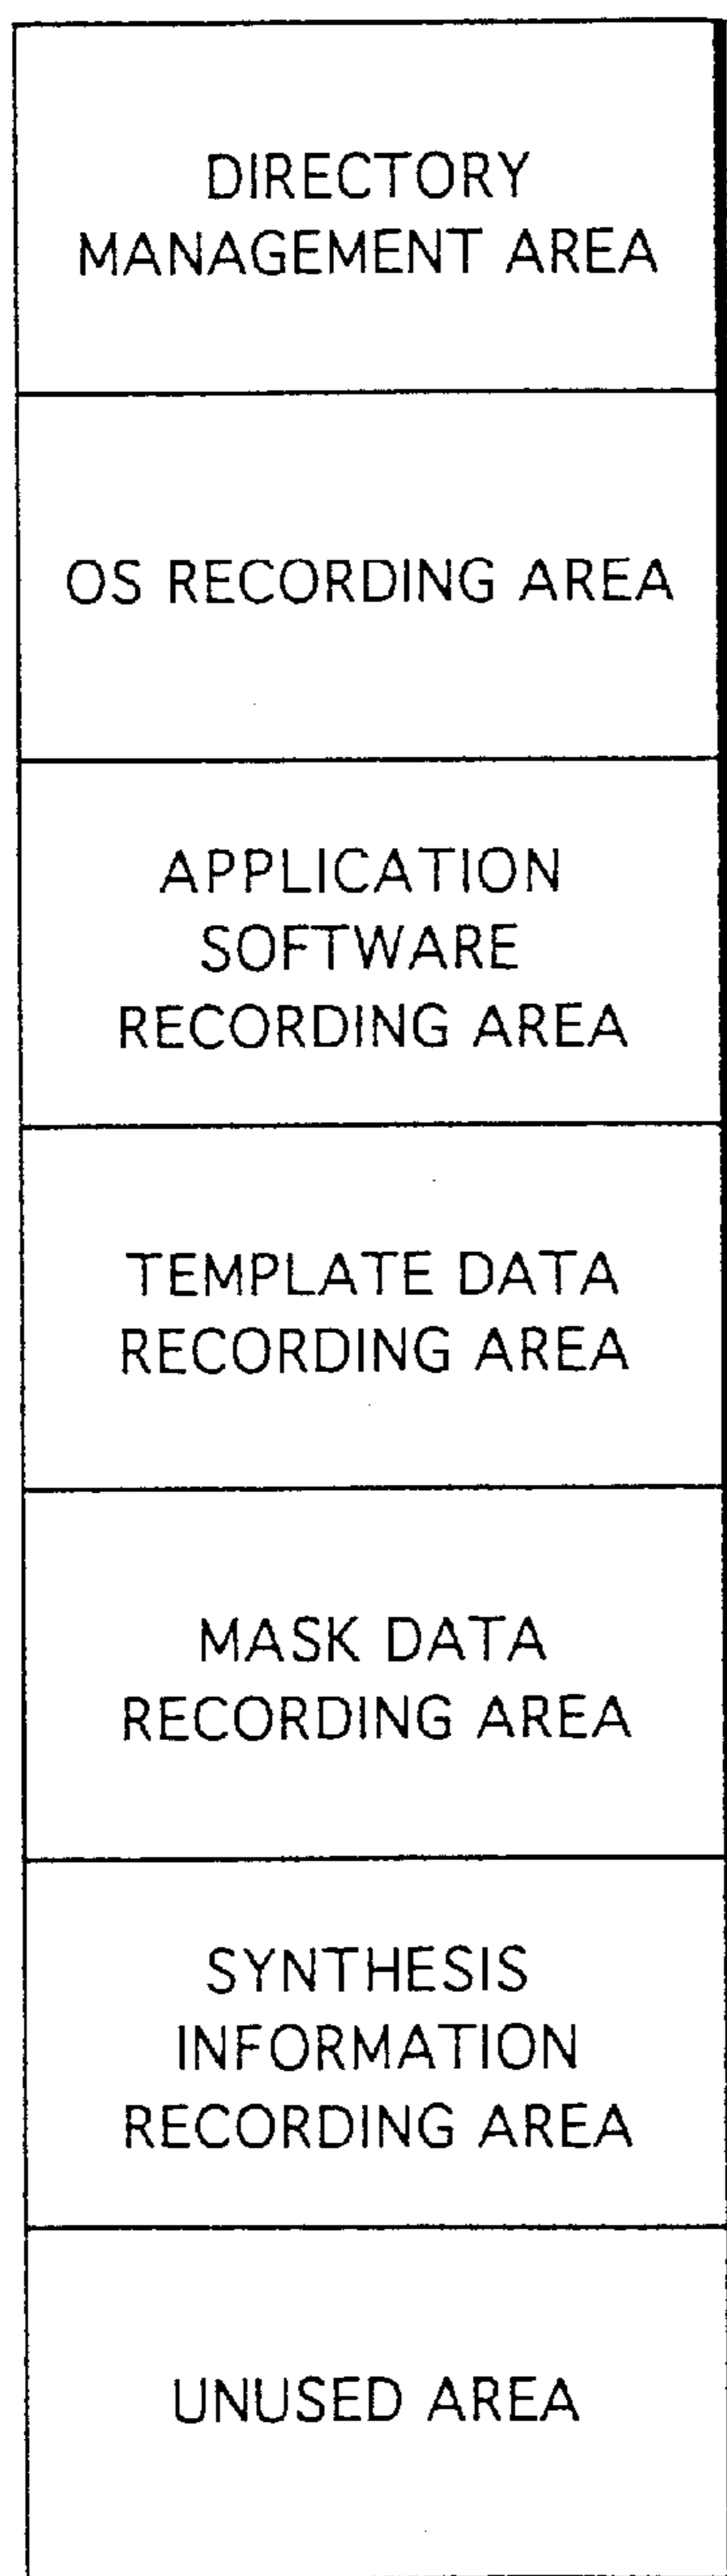 DIRECTORY
MANAGEMENT AREA
OS RECORDING AREA
APPLICATION
SOFTWARE
RECORDING AREA
TEMPLATE DATA
RECORDING AREA
MASK DATA
RECORDING AREA
SYNTHESIS
INFORMATION
RECORDING AREA
UNUSED AREA